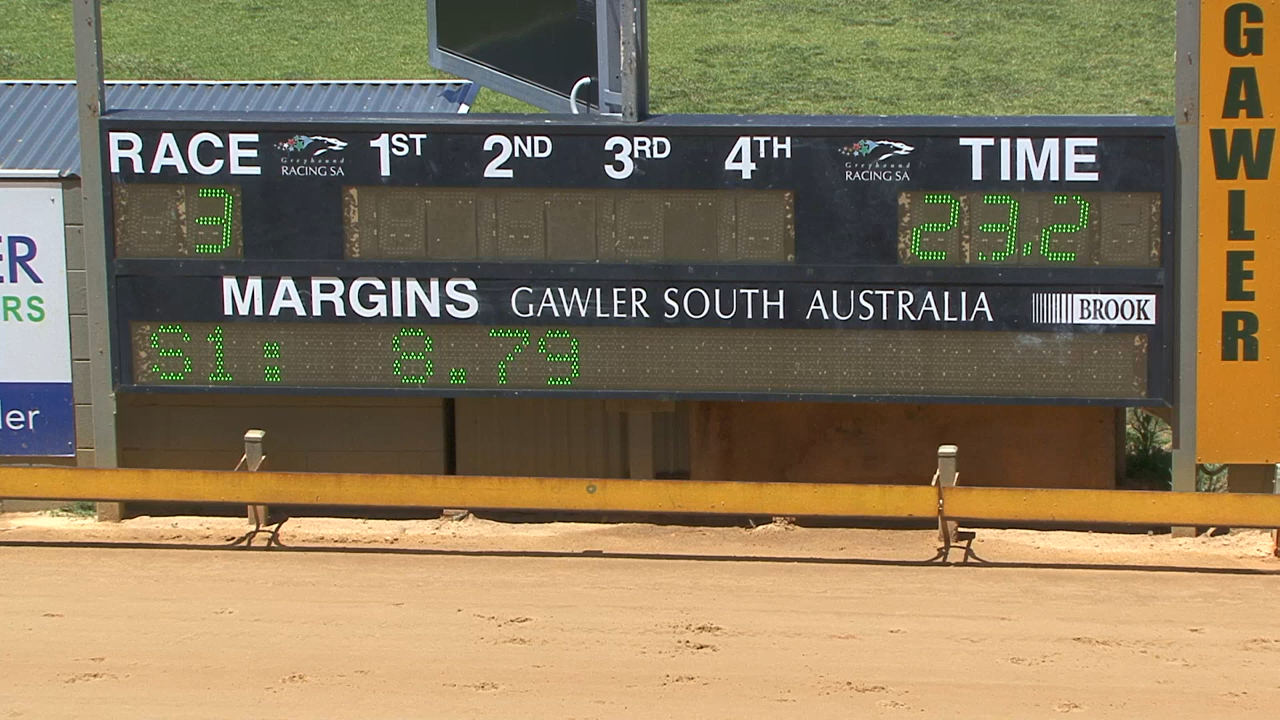 RACE Greyhound RACING SA 1ST 2ND 3RD 4TH Greyhound RACING SA TIME
3 23.2
MARGINS GAWLER SOUTH AUSTRALIA BROOK
S1: 8.79
GAWLER
ER
RS
ler